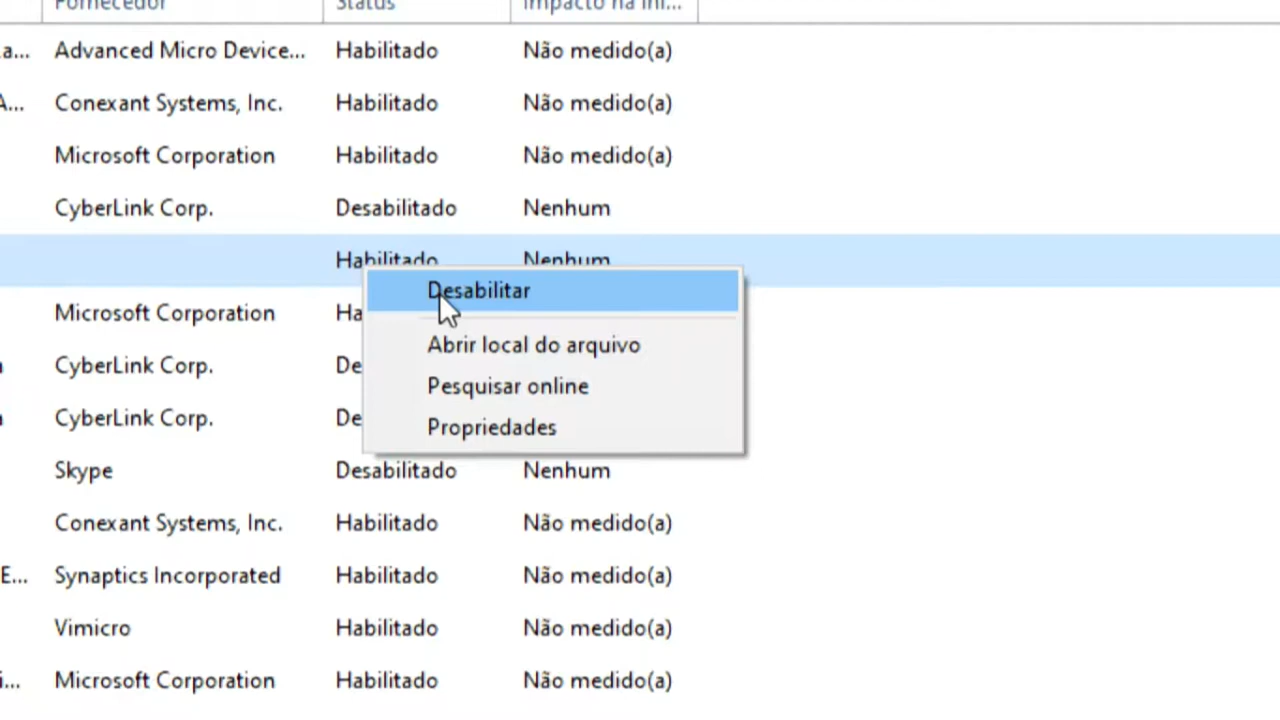 Fornecedor Status Impacto na ini...
a... Advanced Micro Device... Habilitado Não medido(a)
A... Conexant Systems, Inc. Habilitado Não medido(a)
Microsoft Corporation Habilitado Não medido(a)
CyberLink Corp. Desabilitado Nenhum
Habilitado Nenhum
Desabilitar
Microsoft Corporation Ha
Abrir local do arquivo
CyberLink Corp. De
Pesquisar online
CyberLink Corp. De
Propriedades
Skype Desabilitado Nenhum
Conexant Systems, Inc. Habilitado Não medido(a)
E... Synaptics Incorporated Habilitado Não medido(a)
Vimicro Habilitado Não medido(a)
i... Microsoft Corporation Habilitado Não medido(a)